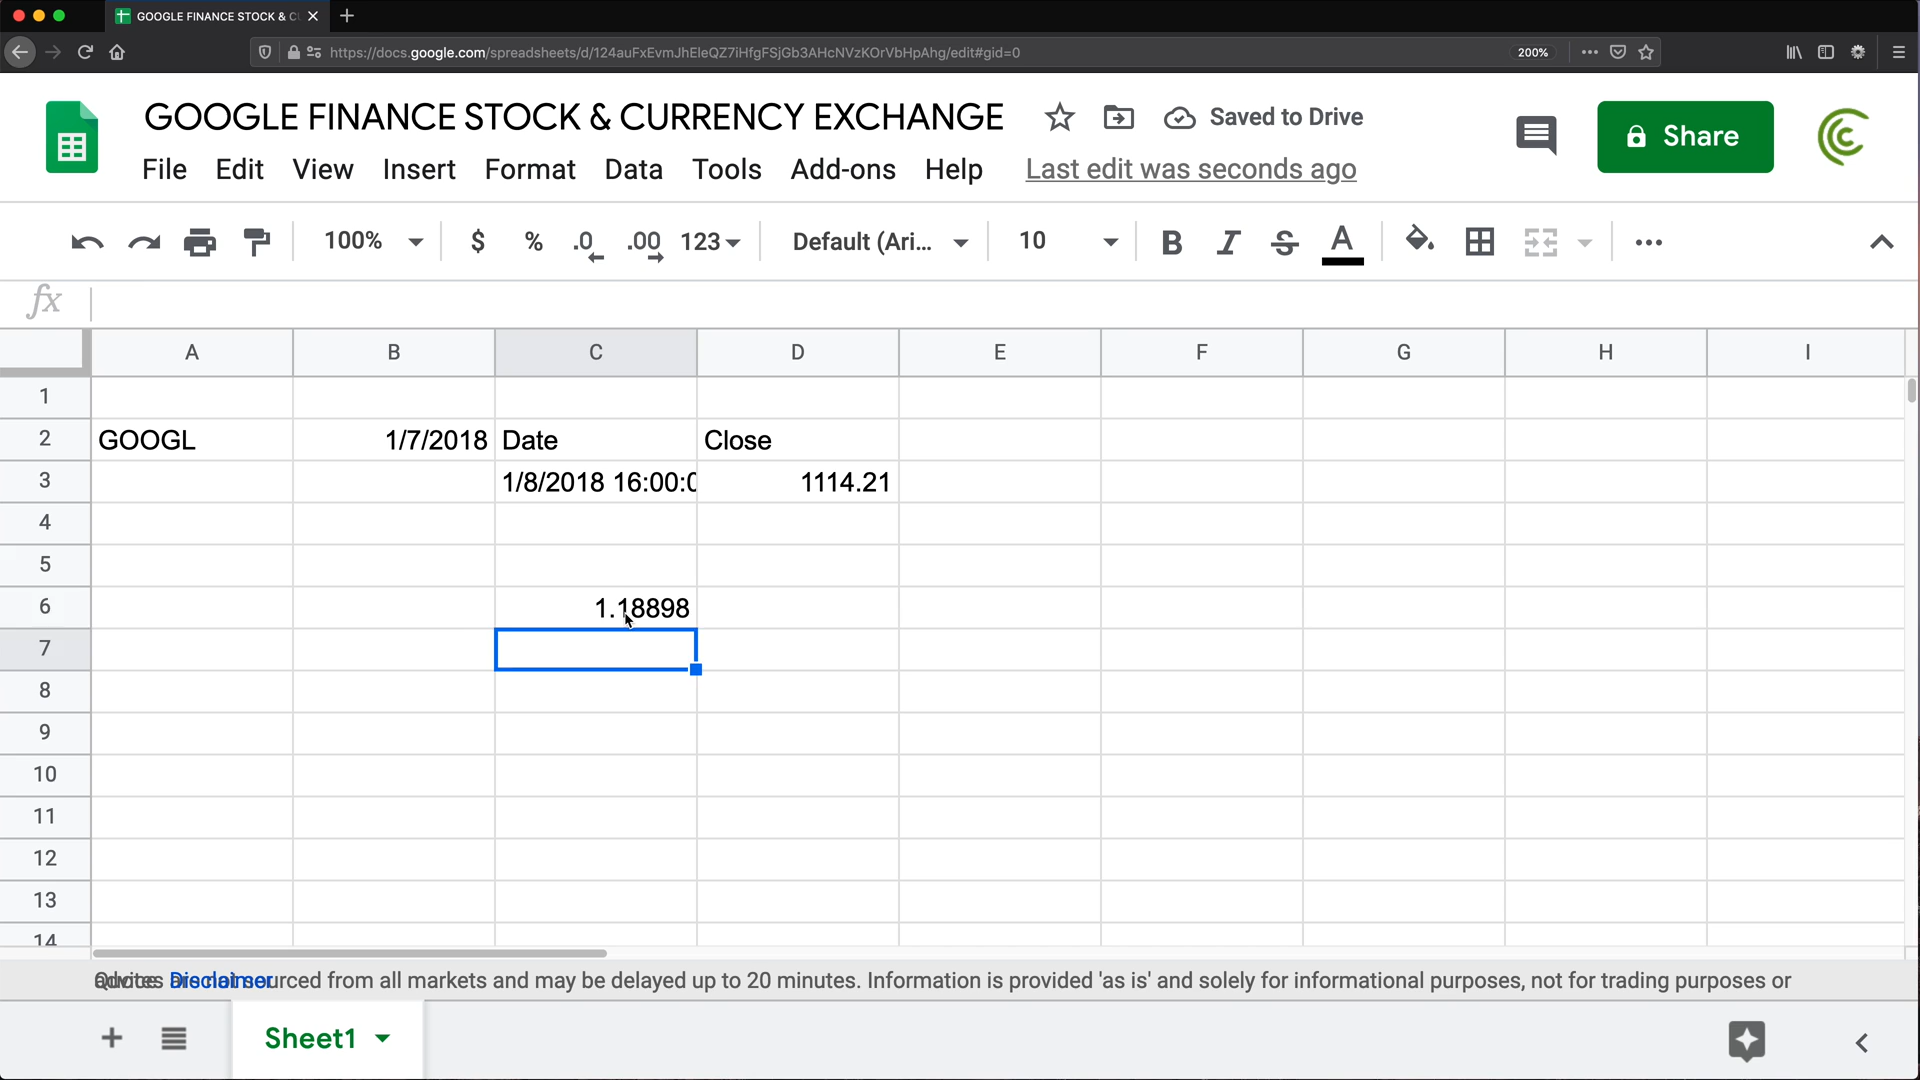 GOOGLE FINANCE STOCK & CU
https://docs.google.com/spreadsheets/d/124auFxEvmJhEleQZ7iHfgFSjGb3AHcNVzKOrVbHpAhg/edit#gid=0
200%
GOOGLE FINANCE STOCK & CURRENCY EXCHANGE
Saved to Drive
Share
File Edit View Insert Format Data Tools Add-ons Help Last edit was seconds ago
100% $ % .0 .00 123 Default (Ari... 10 B I S A
fx
A B C D E F G H I
1
2 GOOGL 1/7/2018 Date Close
3 1/8/2018 16:00:0 1114.21
4
5
6 1.18898
7
8
9
10
11
12
13
14
Disclaimer sourced from all markets and may be delayed up to 20 minutes. Information is provided 'as is' and solely for informational purposes, not for trading purposes or
Sheet1